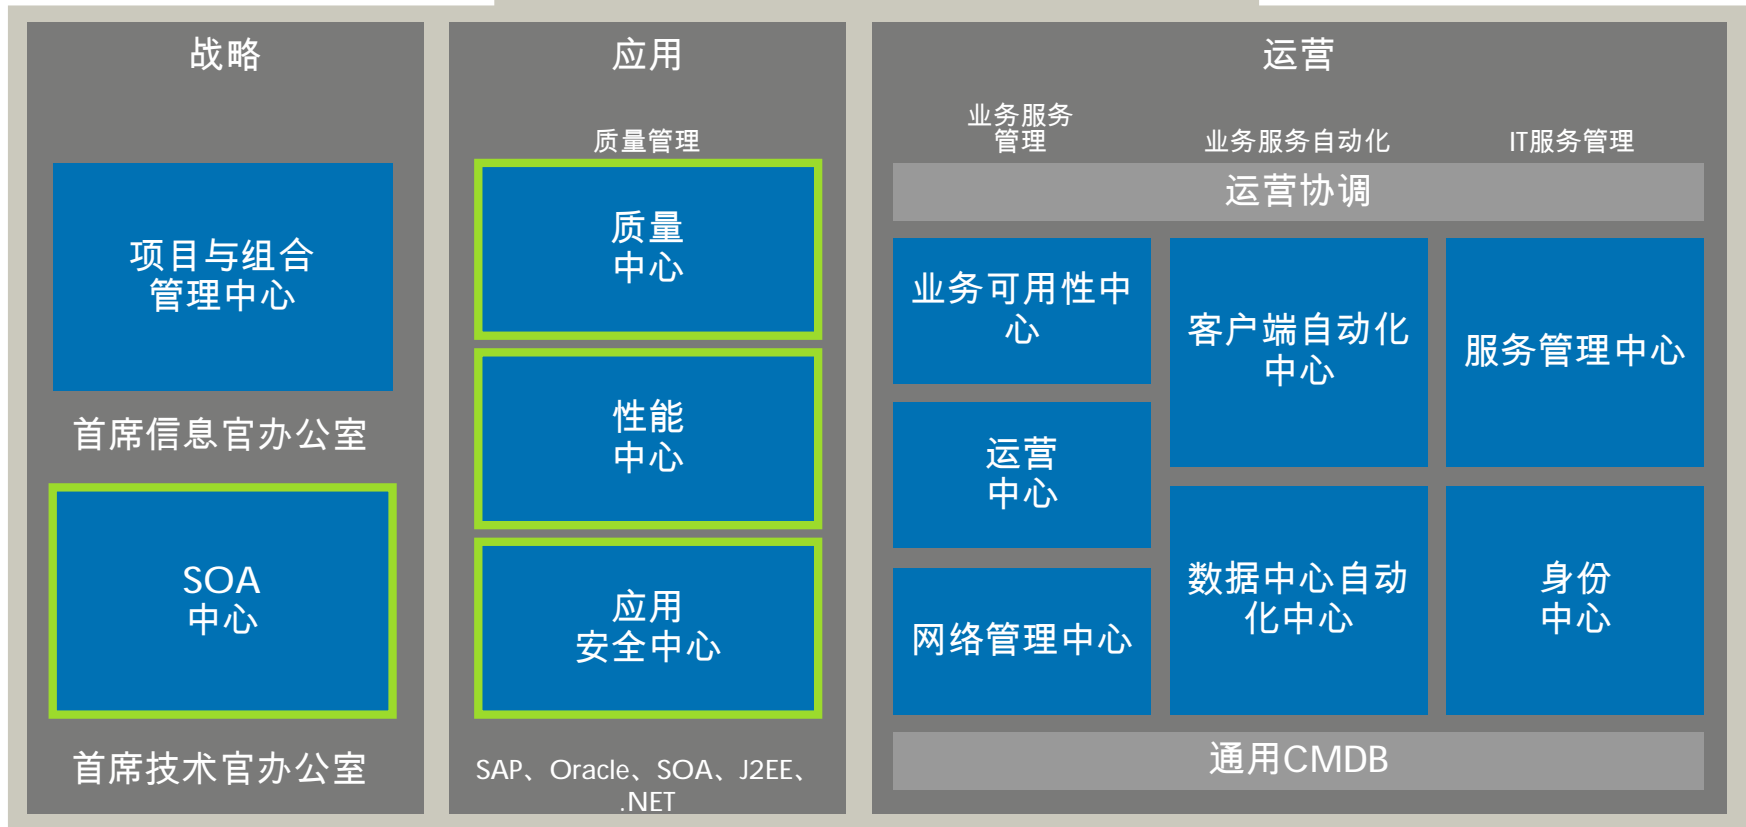 战略
项目与组合
管理中心
首席信息官办公室
SOA
中心
首席技术官办公室
应用
质量管理
质量
中心
性能
中心
应用
安全中心
SAP、Oracle、SOA、J2EE、
.NET
运营
业务服务
管理
业务服务自动化
IT服务管理
运营协调
业务可用性中
心
运营
中心
网络管理中心
客户端自动化
中心
数据中心自动
化中心
服务管理中心
身份
中心
通用CMDB